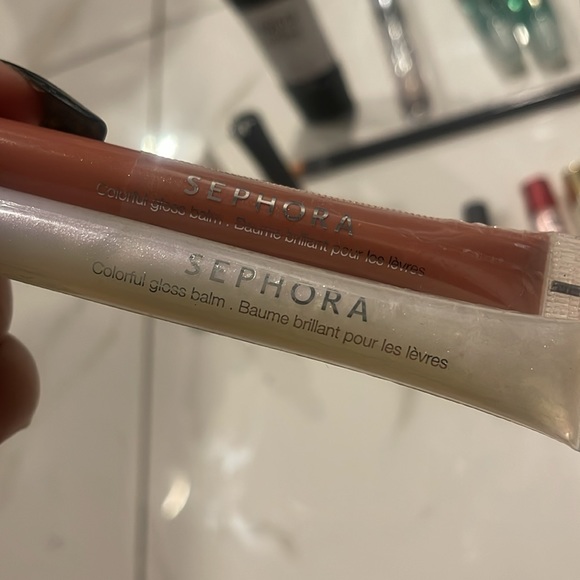 SEPHORA
Colorful gloss balm . Baume brillant pour les lèvres
SEPHORA
Colorful gloss balm . Baume brillant pour les lèvres